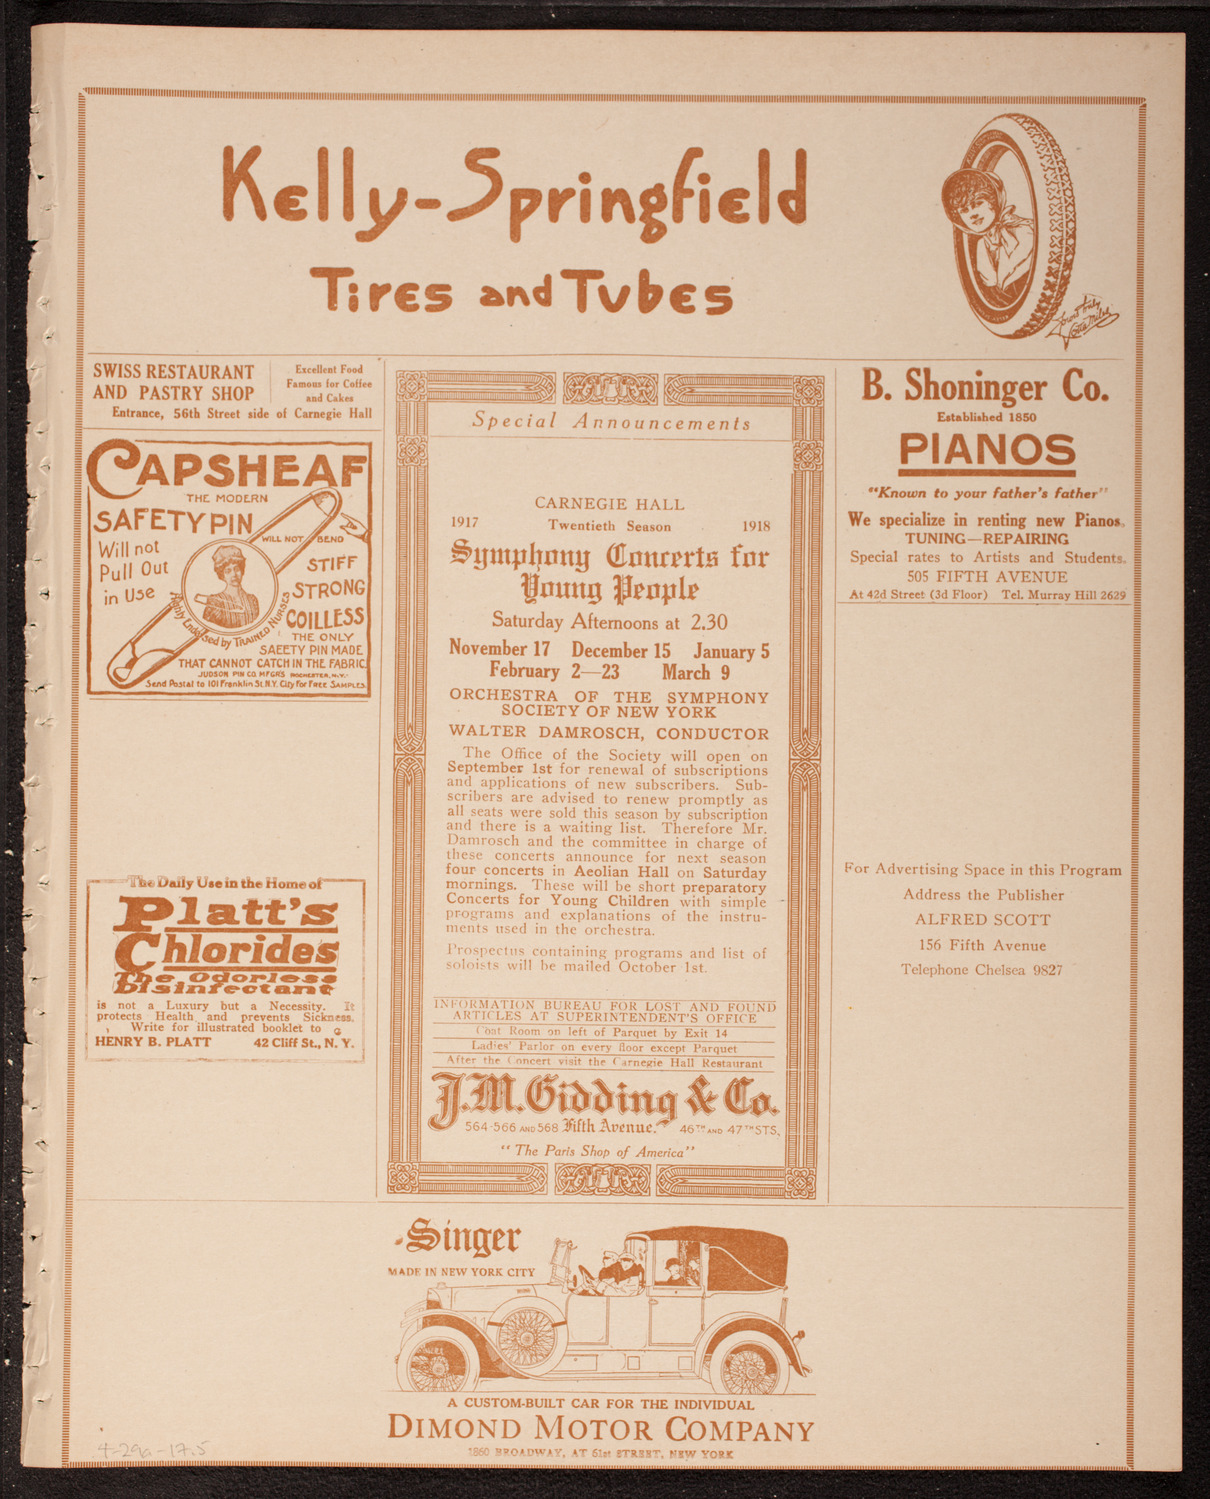 Kelly-Springfield
Tires and Tubes
Lotta Miles
SWISS RESTAURANT
AND PASTRY SHOP
Excellent Food
Famous for Coffee
and Cakes
Entrance, 56th Street side of Carnegie Hall
CAPSHEAF
THE MODERN
SAFETY PIN
WILL NOT BEND
Will not
Pull Out
in Use
STIFF
STRONG
COILLESS
Highly Endorsed by TRAINED NURSES
THE ONLY
SAFETY PIN MADE
THAT CANNOT CATCH IN THE FABRIC
JUDSON PIN CO. MFGRS ROCHESTER, N.Y.
Send Postal to 101 Franklin St. N.Y. City for FREE SAMPLES.
The Daily Use in the Home of
Platt's
Chlorides
The Odorless
Disinfectant
is not a Luxury but a Necessity. It
protects Health and prevents Sickness.
Write for illustrated booklet to
HENRY B. PLATT 42 Cliff St., N. Y.
Special Announcements
CARNEGIE HALL
1917 Twentieth Season 1918
Symphony Concerts for
Young People
Saturday Afternoons at 2.30
November 17 December 15 January 5
February 2—23 March 9
ORCHESTRA OF THE SYMPHONY
SOCIETY OF NEW YORK
WALTER DAMROSCH, CONDUCTOR
The Office of the Society will open on
September 1st for renewal of subscriptions
and applications of new subscribers. Sub-
scribers are advised to renew promptly as
all seats were sold this season by subscription
and there is a waiting list. Therefore Mr.
Damrosch and the committee in charge of
these concerts announce for next season
four concerts in Aeolian Hall on Saturday
mornings. These will be short preparatory
Concerts for Young Children with simple
programs and explanations of the instru-
ments used in the orchestra.
Prospectus containing programs and list of
soloists will be mailed October 1st.
INFORMATION BUREAU FOR LOST AND FOUND
ARTICLES AT SUPERINTENDENT'S OFFICE
Coat Room on left of Parquet by Exit 14
Ladies' Parlor on every floor except Parquet
After the Concert visit the Carnegie Hall Restaurant
J.M. Gidding & Co.
564-566 AND 568 Fifth Avenue. 46TH AND 47TH STS.
"The Paris Shop of America"
B. Shoninger Co.
Established 1850
PIANOS
"Known to your father's father"
We specialize in renting new Pianos.
TUNING—REPAIRING
Special rates to Artists and Students.
505 FIFTH AVENUE
At 42d Street (3d Floor) Tel. Murray Hill 2629
For Advertising Space in this Program
Address the Publisher
ALFRED SCOTT
156 Fifth Avenue
Telephone Chelsea 9827
Singer
MADE IN NEW YORK CITY
A CUSTOM-BUILT CAR FOR THE INDIVIDUAL
DIMOND MOTOR COMPANY
1860 BROADWAY, AT 61st STREET, NEW YORK
4-29a-17.5